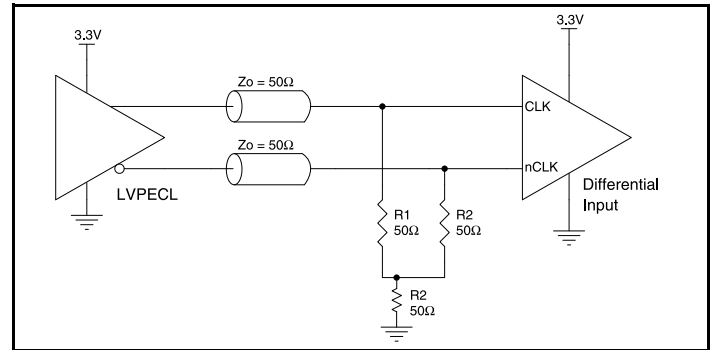 3.3V
3.3V
Zo = 50Ω
CLK
Zo = 50Ω
nCLK
LVPECL
Differential
Input
R1
50Ω
R2
50Ω
R2
50Ω